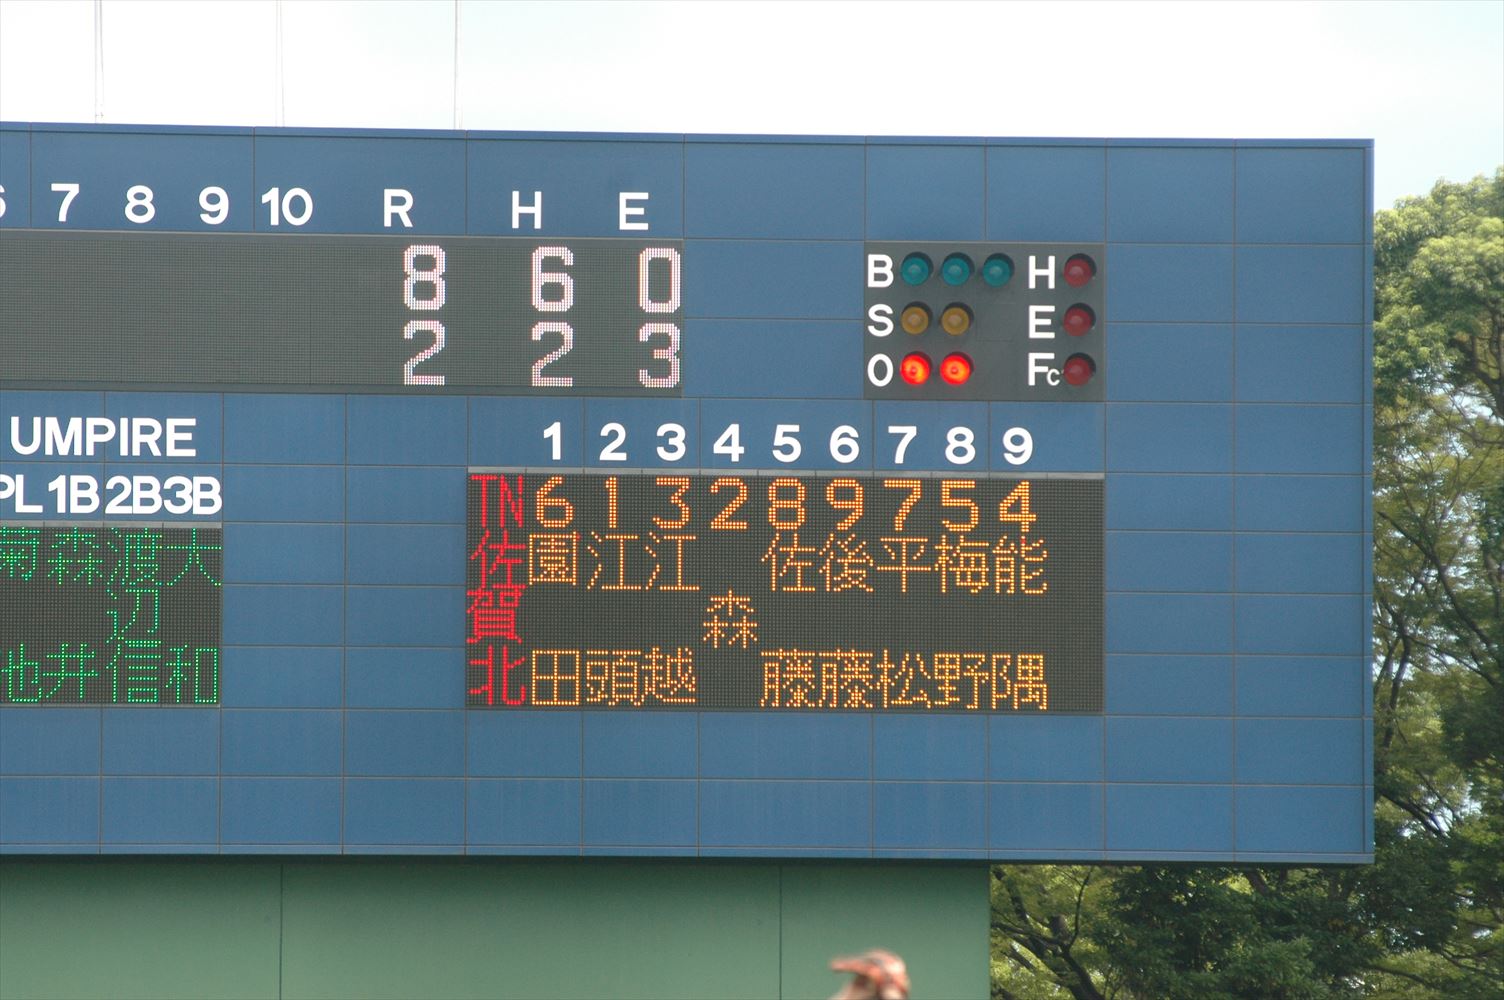 7 8 9 10 R H E
8 6 0
2 2 3
B H
S E
O Fc
UMPIRE
PL 1B 2B 3B
菊池
森井
渡辺信
大和
1 2 3 4 5 6 7 8 9
TN 6 1 3 2 8 9 7 5 4
佐賀北
園田
江頭
江越
森
佐藤
後藤
平松
梅野
能隅